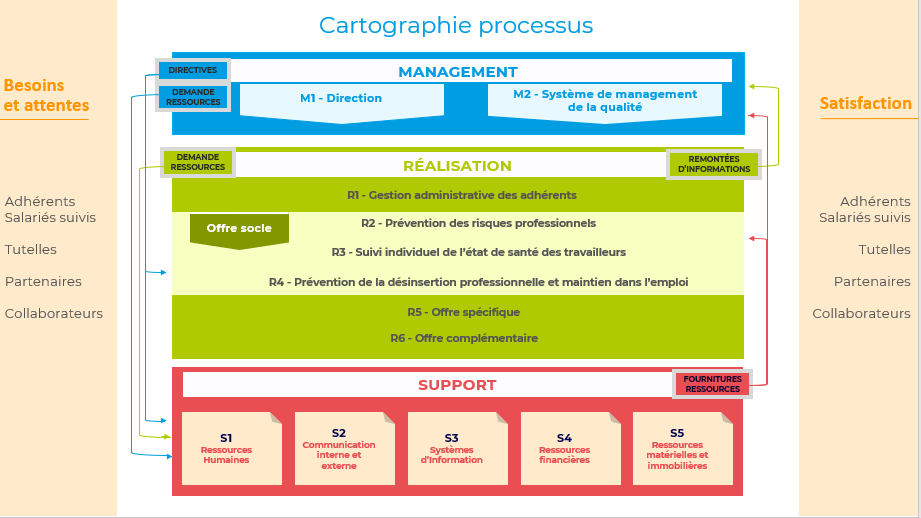 Cartographie processus
Besoins
et attentes
Adhérents
Salariés suivis
Tutelles
Partenaires
Collaborateurs
DIRECTIVES
DEMANDE
RESSOURCES
MANAGEMENT
M1 - Direction
M2 - Système de management
de la qualité
DEMANDE
RESSOURCES
RÉALISATION
REMONTÉES
D'INFORMATIONS
R1 - Gestion administrative des adhérents
Offre socle
R2 - Prévention des risques professionnels
R3 - Suivi individuel de l'état de santé des travailleurs
R4 - Prévention de la désinsertion professionnelle et maintien dans l'emploi
R5 - Offre spécifique
R6 - Offre complémentaire
SUPPORT
FOURNITURES
RESSOURCES
S1
Ressources
Humaines
S2
Communication
interne et
externe
S3
Systèmes
d'Information
S4
Ressources
financières
S5
Ressources
matérielles et
immobilières
Satisfaction
Adhérents
Salariés suivis
Tutelles
Partenaires
Collaborateurs